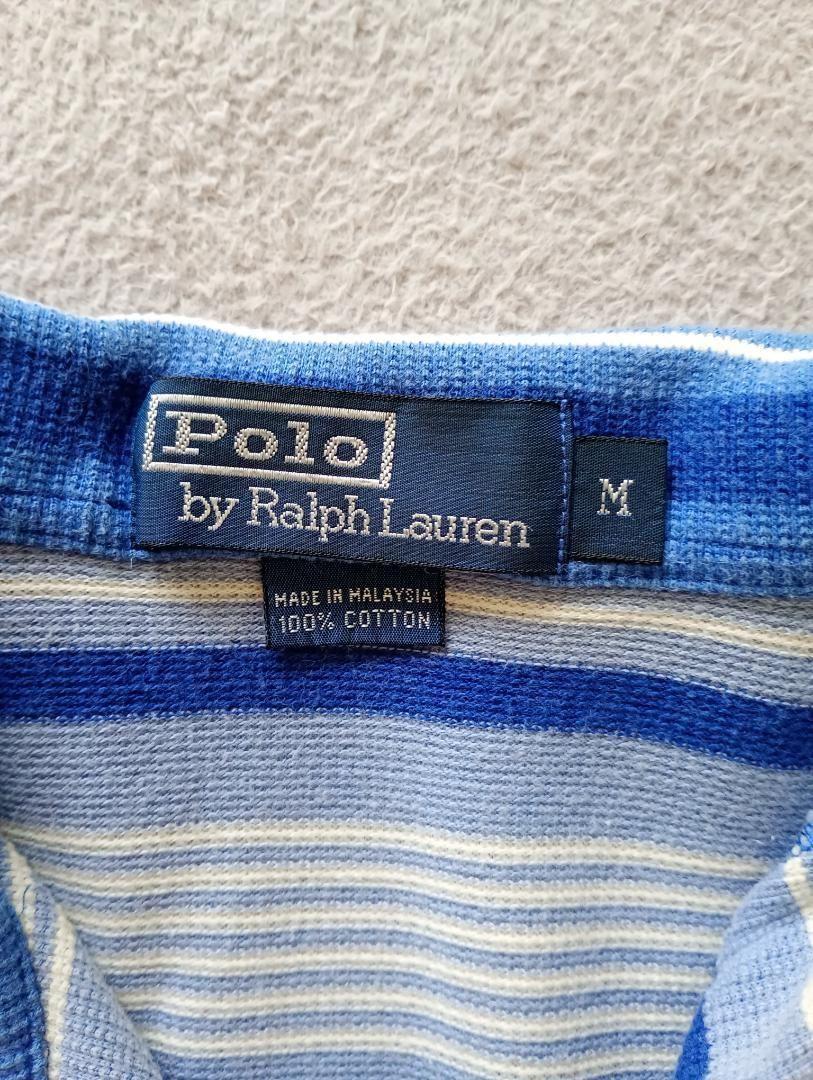 Polo
by Ralph Lauren
M
MADE IN MALAYSIA
100% COTTON